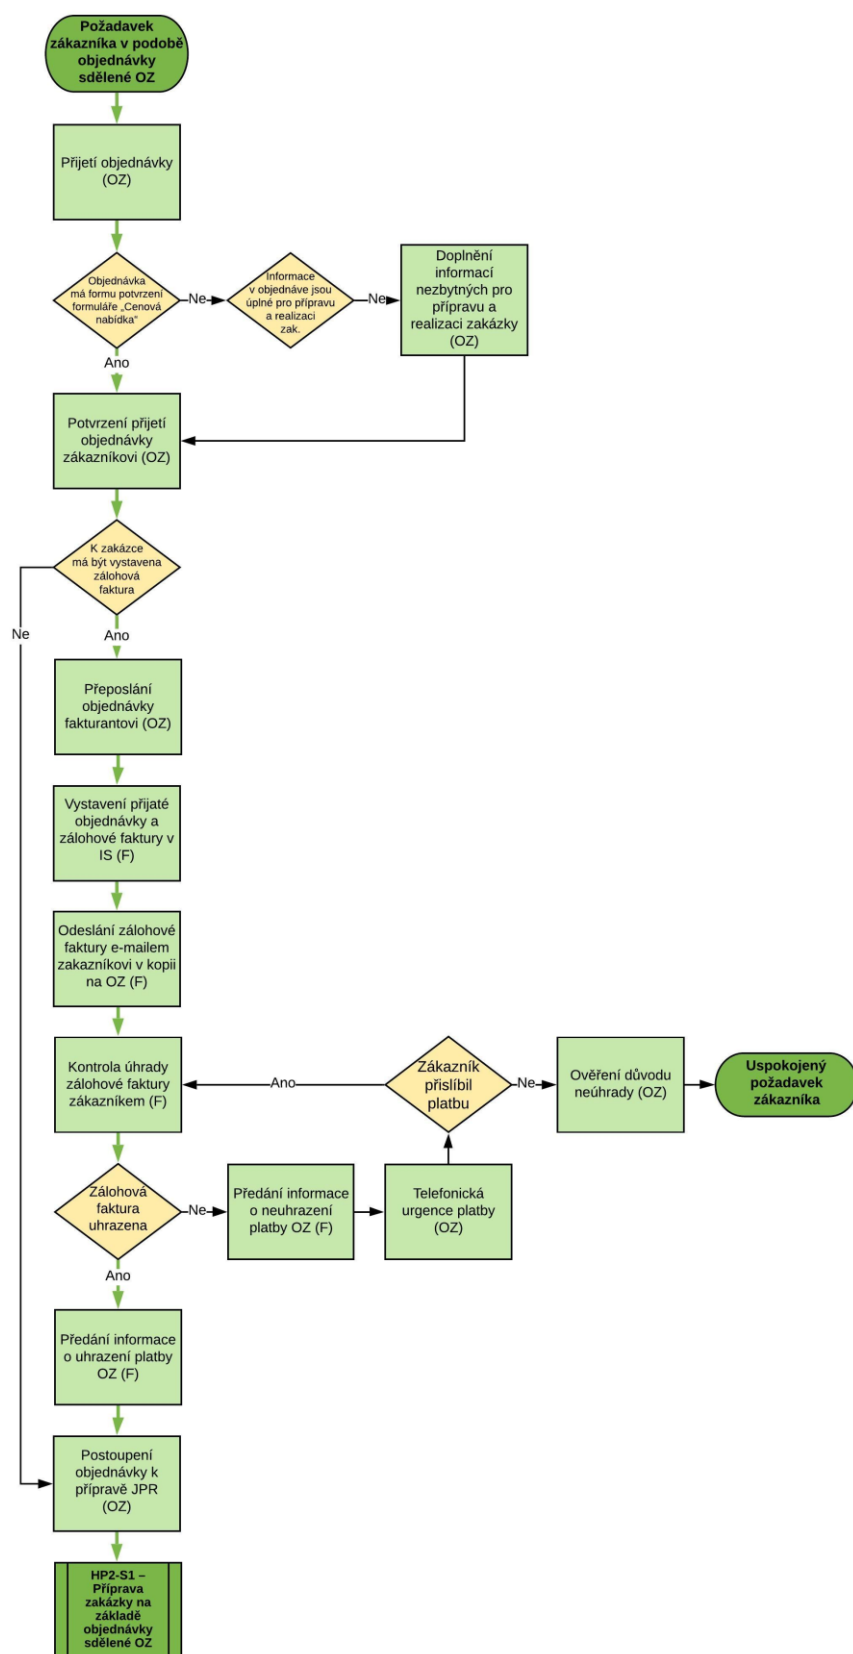 Požadavek
zákazníka v podobě
objednávky
sdělené OZ
Přijetí objednávky
(OZ)
Objednávka
má formu potvrzení
formuláře „Cenová
nabídka“
Ne
Informace
v objednáve jsou
úplné pro přípravu
a realizaci
zak.
Ne
Doplnění
informací
nezbytných pro
přípravu a
realizaci zakázky
(OZ)
Ano
Potvrzení přijetí
objednávky
zákazníkovi (OZ)
K zakázce
má být vystavena
zálohová
faktura
Ne
Ano
Přeposlání
objednávky
fakturantovi (OZ)
Vystavení přijaté
objednávky a
zálohové faktury v
IS (F)
Odeslání zálohové
faktury e-mailem
zakazníkovi v kopii
na OZ (F)
Kontrola úhrady
zálohové faktury
zákazníkem (F)
Ano
Zákazník
přislíbil
platbu
Ne
Ověření důvodu
neúhrady (OZ)
Uspokojený
požadavek
zákazníka
Zálohová
faktura
uhrazena
Ne
Předání informace
o neuhrazení
platby OZ (F)
Telefonická
urgence platby
(OZ)
Ano
Předání informace
o uhrazení platby
OZ (F)
Postoupení
objednávky k
přípravě JPR
(OZ)
HP2-S1 –
Příprava
zakázky na
základě
objednávky
sdělené OZ